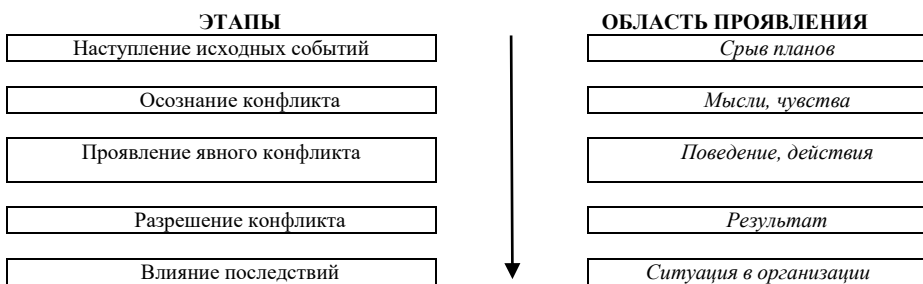 ЭТАПЫ ОБЛАСТЬ ПРОЯВЛЕНИЯ
Наступление исходных событий Срыв планов
Осознание конфликта Мысли, чувства
Проявление явного конфликта Поведение, действия
Разрешение конфликта Результат
Влияние последствий Ситуация в организации